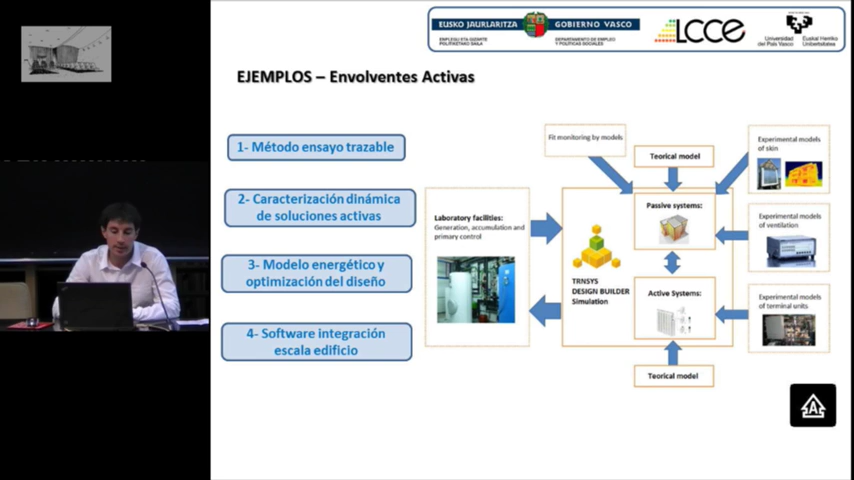 EUSKO JAURLARITZA
GOBIERNO VASCO
ENPLEGU ETA GIZARTE
POLITIKETAKO SAILA
DEPARTAMENTO DE EMPLEO
Y POLÍTICAS SOCIALES
LCCE
Universidad
del País Vasco
Euskal Herriko
Unibertsitatea
EJEMPLOS – Envolventes Activas
1- Método ensayo trazable
2- Caracterización dinámica
de soluciones activas
3- Modelo energético y
optimización del diseño
4- Software integración
escala edificio
Laboratory facilities:
Generation, accumulation and
primary control
Fit monitoring by models
Teorical model
Experimental models
of skin
Passive systems:
Experimental models
of ventilation
TRNSYS
DESIGN BUILDER
Simulation
Active Systems:
Experimental models
of terminal units
Teorical model
A